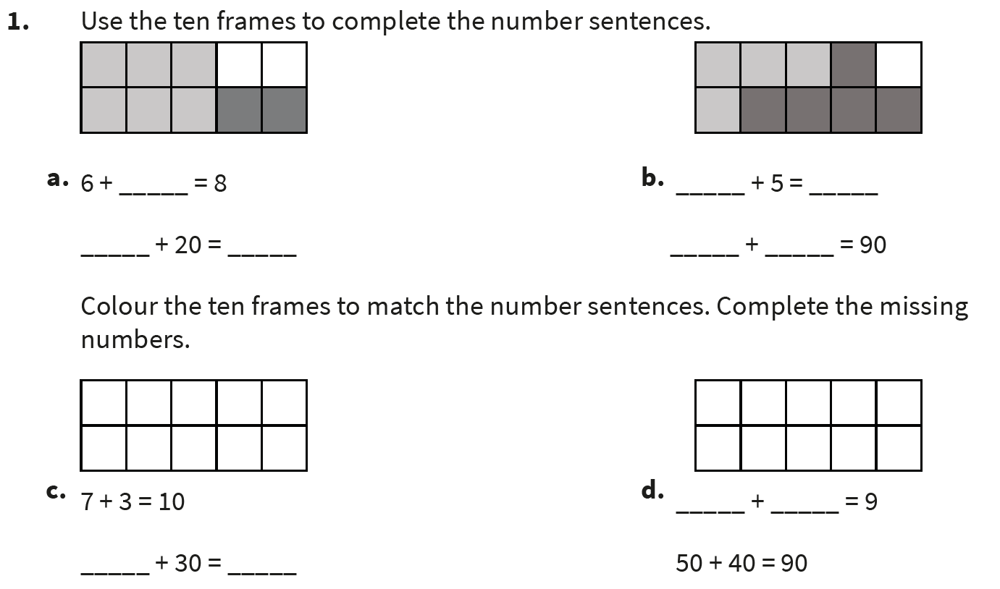 1. Use the ten frames to complete the number sentences.
a. 6 + _____ = 8
b. _____ + 5 = _____
_____ + 20 = _____
_____ + _____ = 90
Colour the ten frames to match the number sentences. Complete the missing
numbers.
c. 7 + 3 = 10
d. _____ + _____ = 9
_____ + 30 = _____
50 + 40 = 90